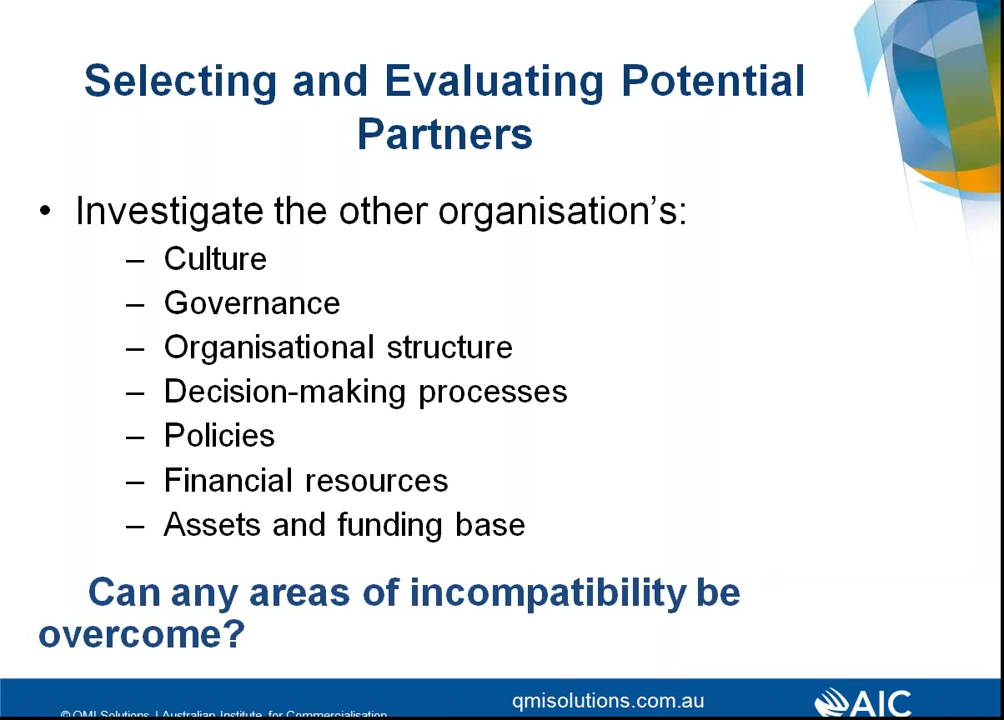 Selecting and Evaluating Potential
Partners
• Investigate the other organisation's:
– Culture
– Governance
– Organisational structure
– Decision-making processes
– Policies
– Financial resources
– Assets and funding base
Can any areas of incompatibility be
overcome?
© QMI Solutions | Australian Institute for Commercialisation
qmisolutions.com.au
AIC